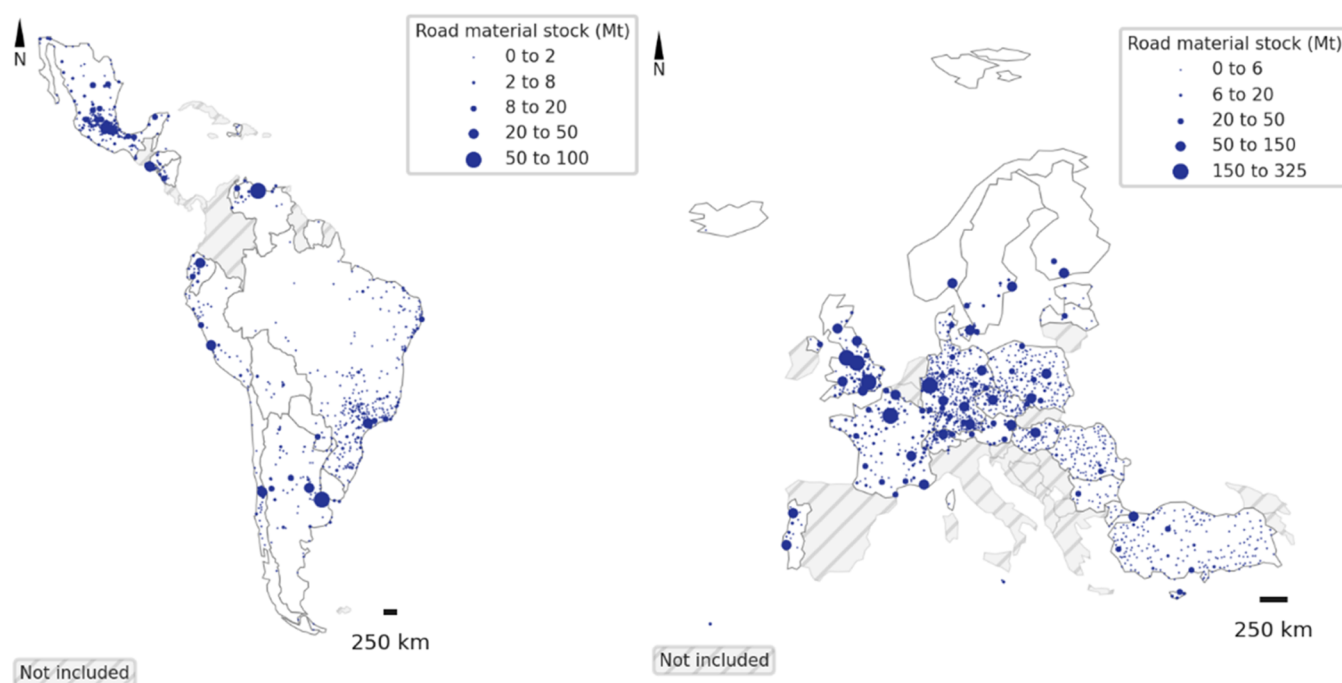 N
Road material stock (Mt)
0 to 2
2 to 8
8 to 20
20 to 50
50 to 100
250 km
Not included
N
Road material stock (Mt)
0 to 6
6 to 20
20 to 50
50 to 150
150 to 325
250 km
Not included